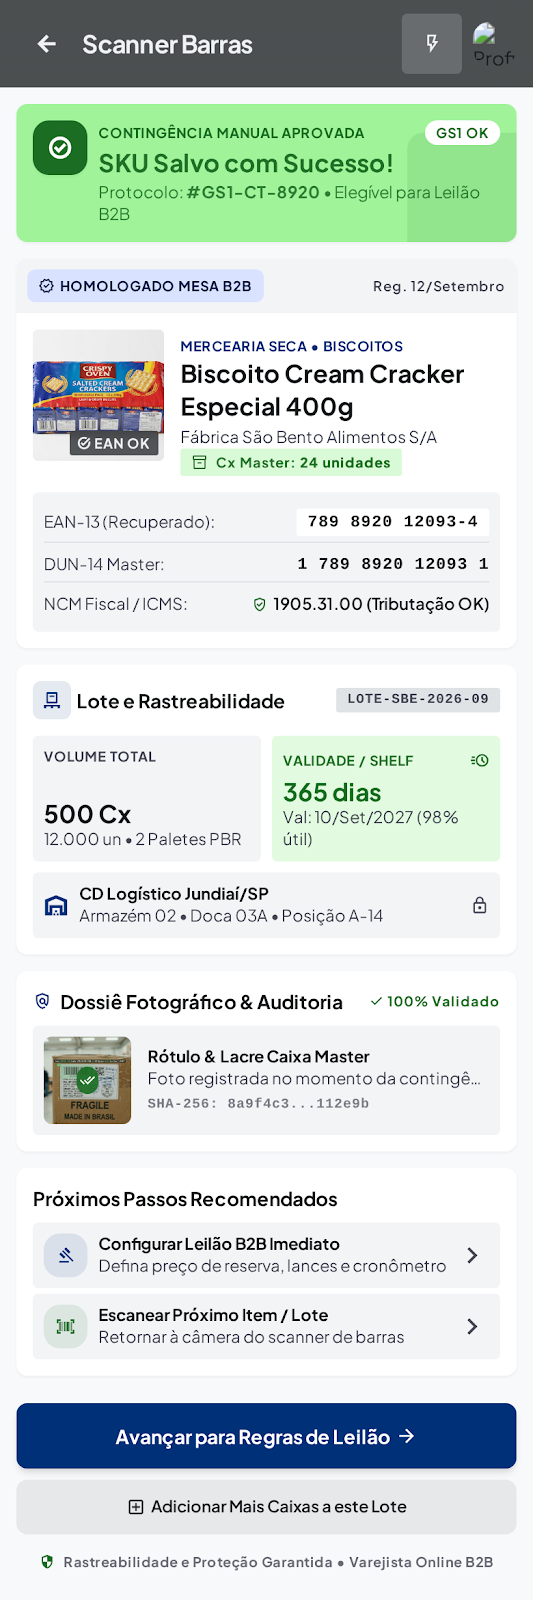 Scanner Barras
Prof
CONTINGÊNCIA MANUAL APROVADA
GS1 OK
SKU Salvo com Sucesso!
Protocolo: #GS1-CT-8920 • Elegível para Leilão
B2B
HOMOLOGADO MESA B2B
Reg. 12/Setembro
CRISPY
OVEN
SALTED CREAM
CRACKERS
EAN OK
MERCEARIA SECA • BISCOITOS
Biscoito Cream Cracker
Especial 400g
Fábrica São Bento Alimentos S/A
Cx Master: 24 unidades
EAN-13 (Recuperado):
789 8920 12093-4
DUN-14 Master:
1 789 8920 12093 1
NCM Fiscal / ICMS:
1905.31.00 (Tributação OK)
Lote e Rastreabilidade
LOTE-SBE-2026-09
VOLUME TOTAL
500 Cx
12.000 un • 2 Paletes PBR
VALIDADE / SHELF
365 dias
Val: 10/Set/2027 (98%
útil)
CD Logístico Jundiaí/SP
Armazém 02 • Doca 03A • Posição A-14
Dossiê Fotográfico & Auditoria
100% Validado
FRAGILE
MADE IN BRASIL
Rótulo & Lacre Caixa Master
Foto registrada no momento da contingê...
SHA-256: 8a9f4c3...112e9b
Próximos Passos Recomendados
Configurar Leilão B2B Imediato
Defina preço de reserva, lances e cronômetro
Escanear Próximo Item / Lote
Retornar à câmera do scanner de barras
Avançar para Regras de Leilão
Adicionar Mais Caixas a este Lote
Rastreabilidade e Proteção Garantida • Varejista Online B2B